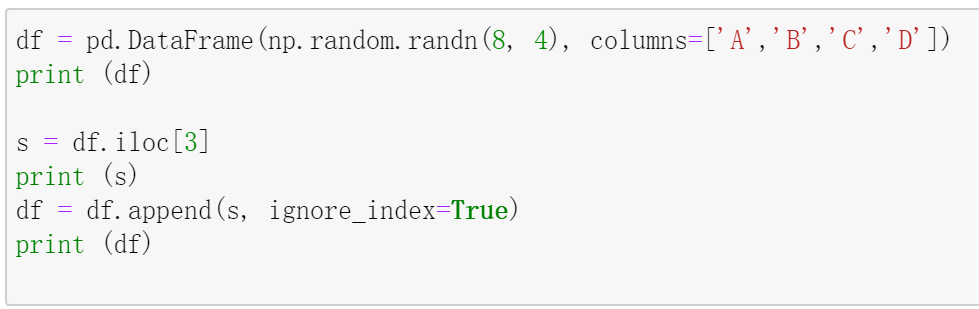 df = pd.DataFrame(np.random.randn(8, 4), columns=['A','B','C','D'])
print (df)
s = df.iloc[3]
print (s)
df = df.append(s, ignore_index=True)
print (df)